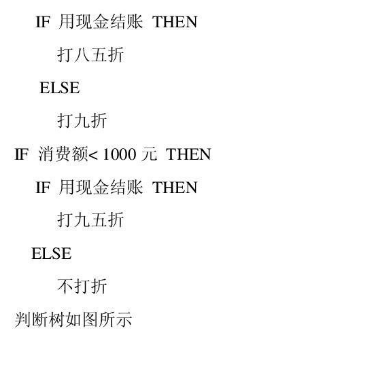 IF 用现金结账 THEN
打八五折
ELSE
打九折
IF 消费额< 1000 元 THEN
IF 用现金结账 THEN
打九五折
ELSE
不打折
判断树如图所示